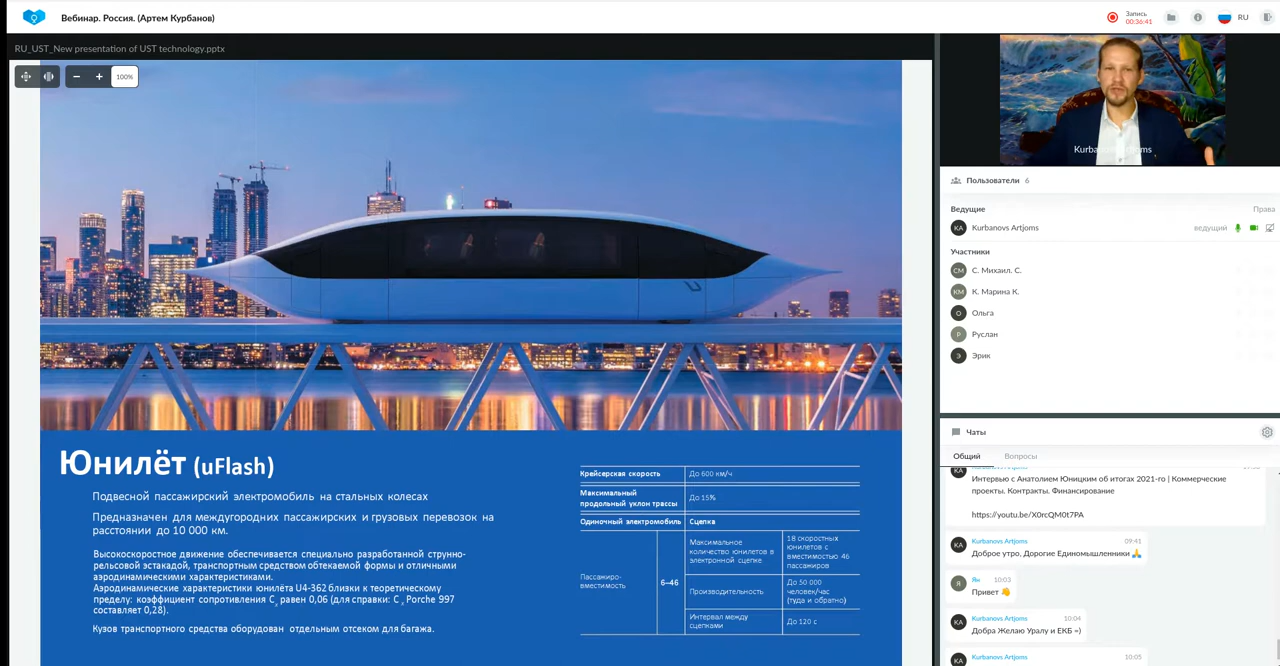 Вебинар. Россия. (Артем Курбанов)
Запись
00:36:41
RU
RU_UST_New presentation of UST technology.pptx
100%
Юнилёт (uFlash)
Подвесной пассажирский электромобиль на стальных колесах
Предназначен для междугородних пассажирских и грузовых перевозок на
расстоянии до 10 000 км.
Высокоскоростное движение обеспечивается специально разработанной струнно-
рельсовой эстакадой, транспортным средством обтекаемой формы и отличными
аэродинамическими характеристиками.
Аэродинамические характеристики юнилёта U4-362 близки к теоретическому
пределу: коэффициент сопротивления Cx равен 0,06 (для справки: Cx Porche 997
составляет 0,28).
Кузов транспортного средства оборудован отдельным отсеком для багажа.
Крейсерская скорость
До 600 км/ч
Максимальный
продольный уклон трассы
До 15%
Одиночный электромобиль
Сцепка
Пассажиро-
вместимость
6–46
Максимальное
количество юнилетов в
электронной сцепке
18 скоростных
юнилетов с
вместимостью 46
пассажиров
Производительность
До 50 000
человек/час
(туда и обратно)
Интервал между
сцепками
До 120 с
Пользователи 6
Ведущие
Права
KA
Kurbanovs Artjoms
ведущий
Участники
СМ
С. Михаил. С.
КМ
К. Марина К.
О
Ольга
Р
Руслан
Э
Эрик
Чаты
Общий
Вопросы
KA
Интервью с Анатолием Юницким об итогах 2021-го | Коммерческие
проекты. Контракты. Финансирование
https://youtu.be/X0rcQM0t7PA
KA
Kurbanovs Artjoms
09:41
Доброе утро, Дорогие Единомышленники 🙏
Я
Ян
10:03
Привет 👋
KA
Kurbanovs Artjoms
10:04
Добра Желаю Уралу и ЕКБ =)
KA
Kurbanovs Artjoms
10:05